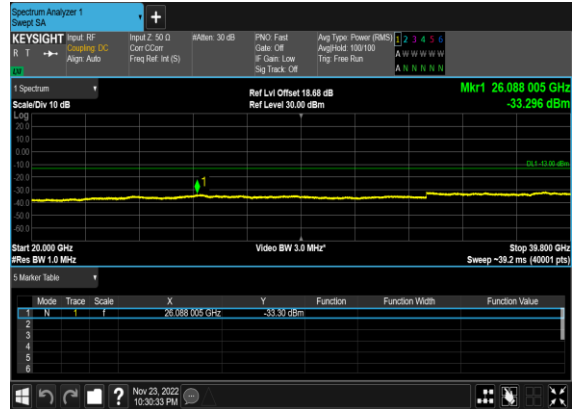 Spectrum Analyzer 1
Swept SA
+
KEYSIGHT Input: RF Input Z: 50 Ω #Atten: 30 dB PNO: Fast Avg Type: Power (RMS) 1 2 3 4 5 6
R T Coupling: DC Corr CCorr Gate: Off Avg|Hold: 100/100 A W W W W W
Align: Auto Freq Ref: Int (S) IF Gain: Low Trig: Free Run
Sig Track: Off A N N N N N
1 Spectrum Ref Lvl Offset 18.68 dB Mkr1 26.088 005 GHz
Scale/Div 10 dB Ref Level 30.00 dBm -33.296 dBm
Log
20.0
10.0
0.00
-10.0 DL1 -13.00 dBm
-20.0
-30.0 1
-40.0
-50.0
-60.0
Start 20.000 GHz Video BW 3.0 MHz* Stop 39.800 GHz
#Res BW 1.0 MHz Sweep ~39.2 ms (40001 pts)
5 Marker Table
Mode Trace Scale X Y Function Function Width Function Value
1 N 1 f 26.088 005 GHz -33.30 dBm
2
3
4
5
6
? Nov 23, 2022
10:30:33 PM